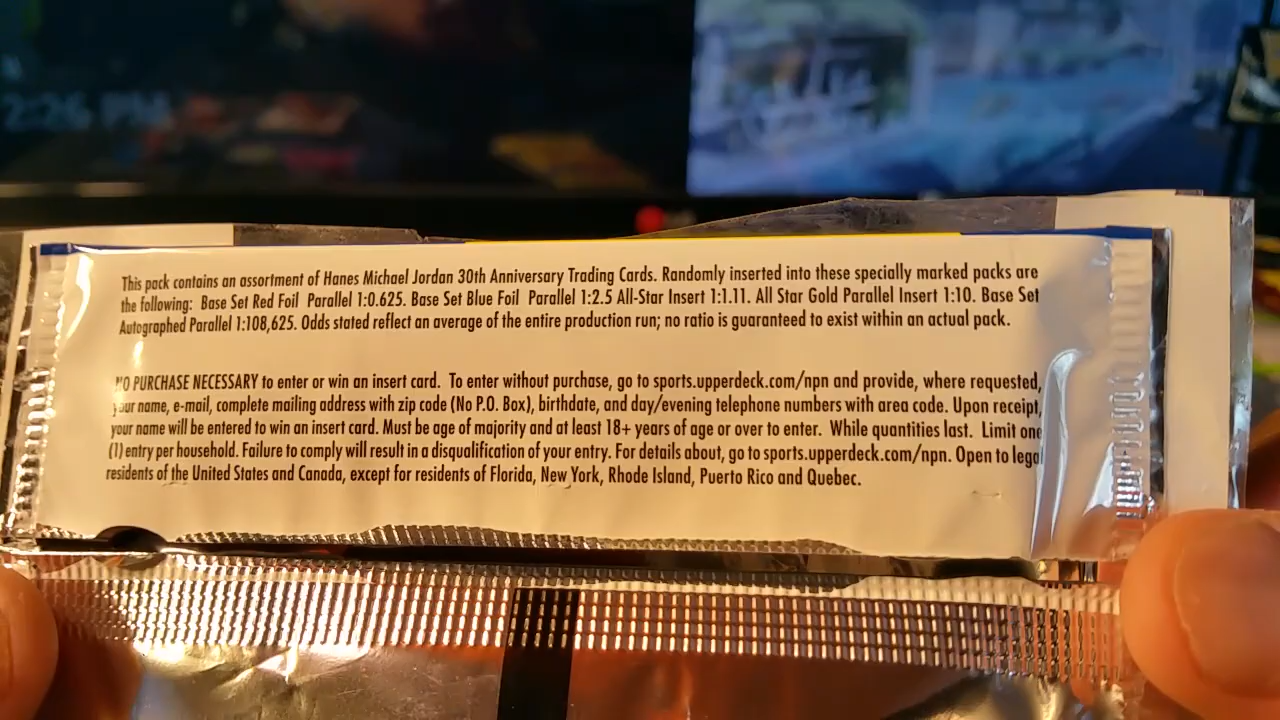 2:26 PM
This pack contains an assortment of Hanes Michael Jordan 30th Anniversary Trading Cards. Randomly inserted into these specially marked packs are
the following: Base Set Red Foil Parallel 1:0.625. Base Set Blue Foil Parallel 1:2.5 All-Star Insert 1:1.11. All Star Gold Parallel Insert 1:10. Base Set
Autographed Parallel 1:108,625. Odds stated reflect an average of the entire production run; no ratio is guaranteed to exist within an actual pack.
NO PURCHASE NECESSARY to enter or win an insert card. To enter without purchase, go to sports.upperdeck.com/npn and provide, where requested,
your name, e-mail, complete mailing address with zip code (No P.O. Box), birthdate, and day/evening telephone numbers with area code. Upon receipt,
your name will be entered to win an insert card. Must be age of majority and at least 18+ years of age or over to enter. While quantities last. Limit one
(1) entry per household. Failure to comply will result in a disqualification of your entry. For details about, go to sports.upperdeck.com/npn. Open to legal
residents of the United States and Canada, except for residents of Florida, New York, Rhode Island, Puerto Rico and Quebec.